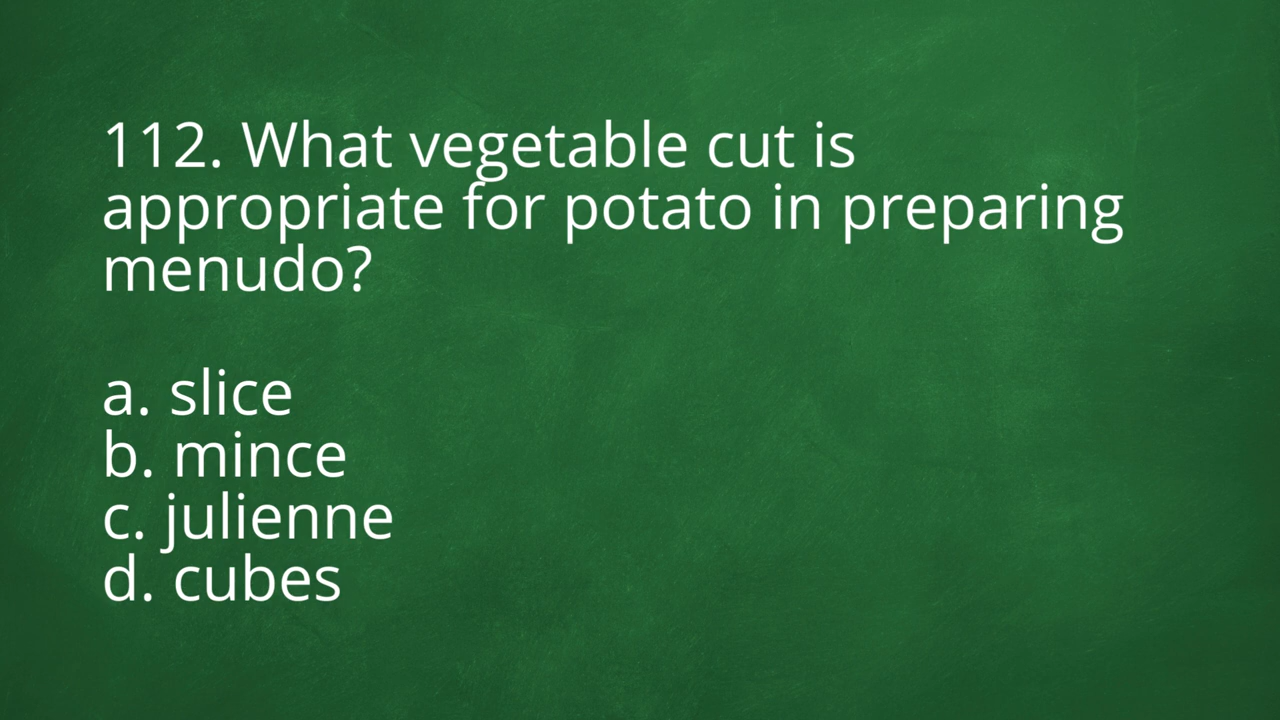 112. What vegetable cut is
appropriate for potato in preparing
menudo?
a. slice
b. mince
c. julienne
d. cubes